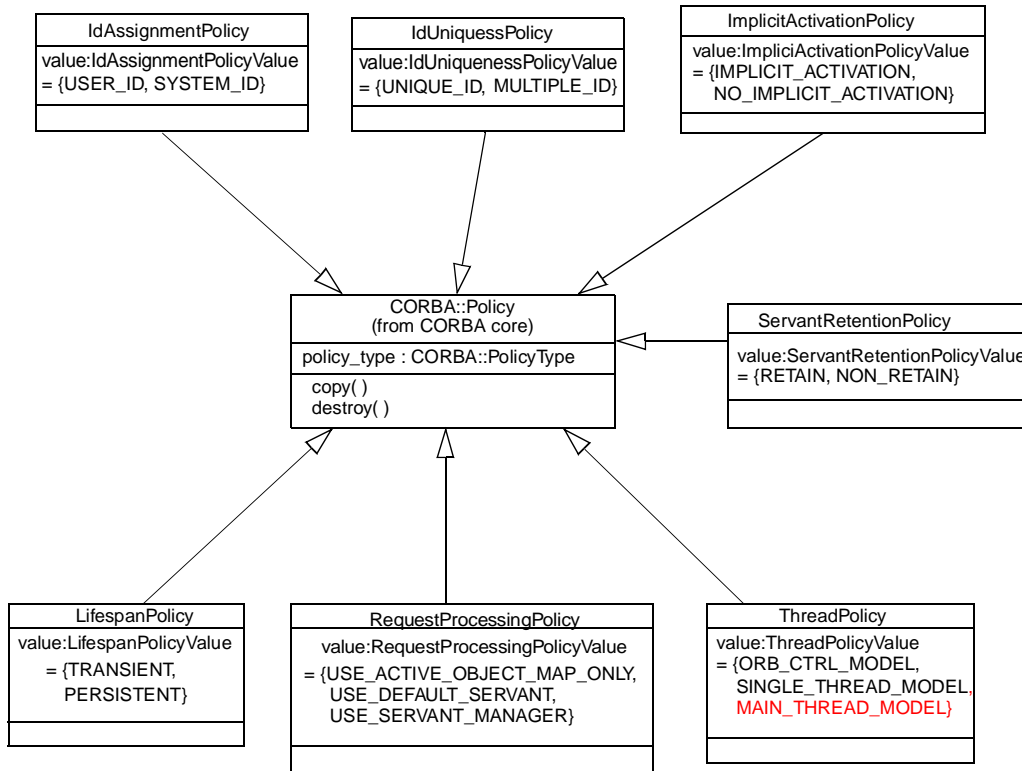 IdAssignmentPolicy
value:IdAssignmentPolicyValue
= {USER_ID, SYSTEM_ID}
IdUniquessPolicy
value:IdUniquenessPolicyValue
= {UNIQUE_ID, MULTIPLE_ID}
ImplicitActivationPolicy
value:ImpliciActivationPolicyValue
= {IMPLICIT_ACTIVATION,
NO_IMPLICIT_ACTIVATION}
CORBA::Policy
(from CORBA core)
policy_type : CORBA::PolicyType
copy( )
destroy( )
ServantRetentionPolicy
value:ServantRetentionPolicyValue
= {RETAIN, NON_RETAIN}
LifespanPolicy
value:LifespanPolicyValue
= {TRANSIENT,
PERSISTENT}
RequestProcessingPolicy
value:RequestProcessingPolicyValue
= {USE_ACTIVE_OBJECT_MAP_ONLY,
USE_DEFAULT_SERVANT,
USE_SERVANT_MANAGER}
ThreadPolicy
value:ThreadPolicyValue
= {ORB_CTRL_MODEL,
SINGLE_THREAD_MODEL,
MAIN_THREAD_MODEL}